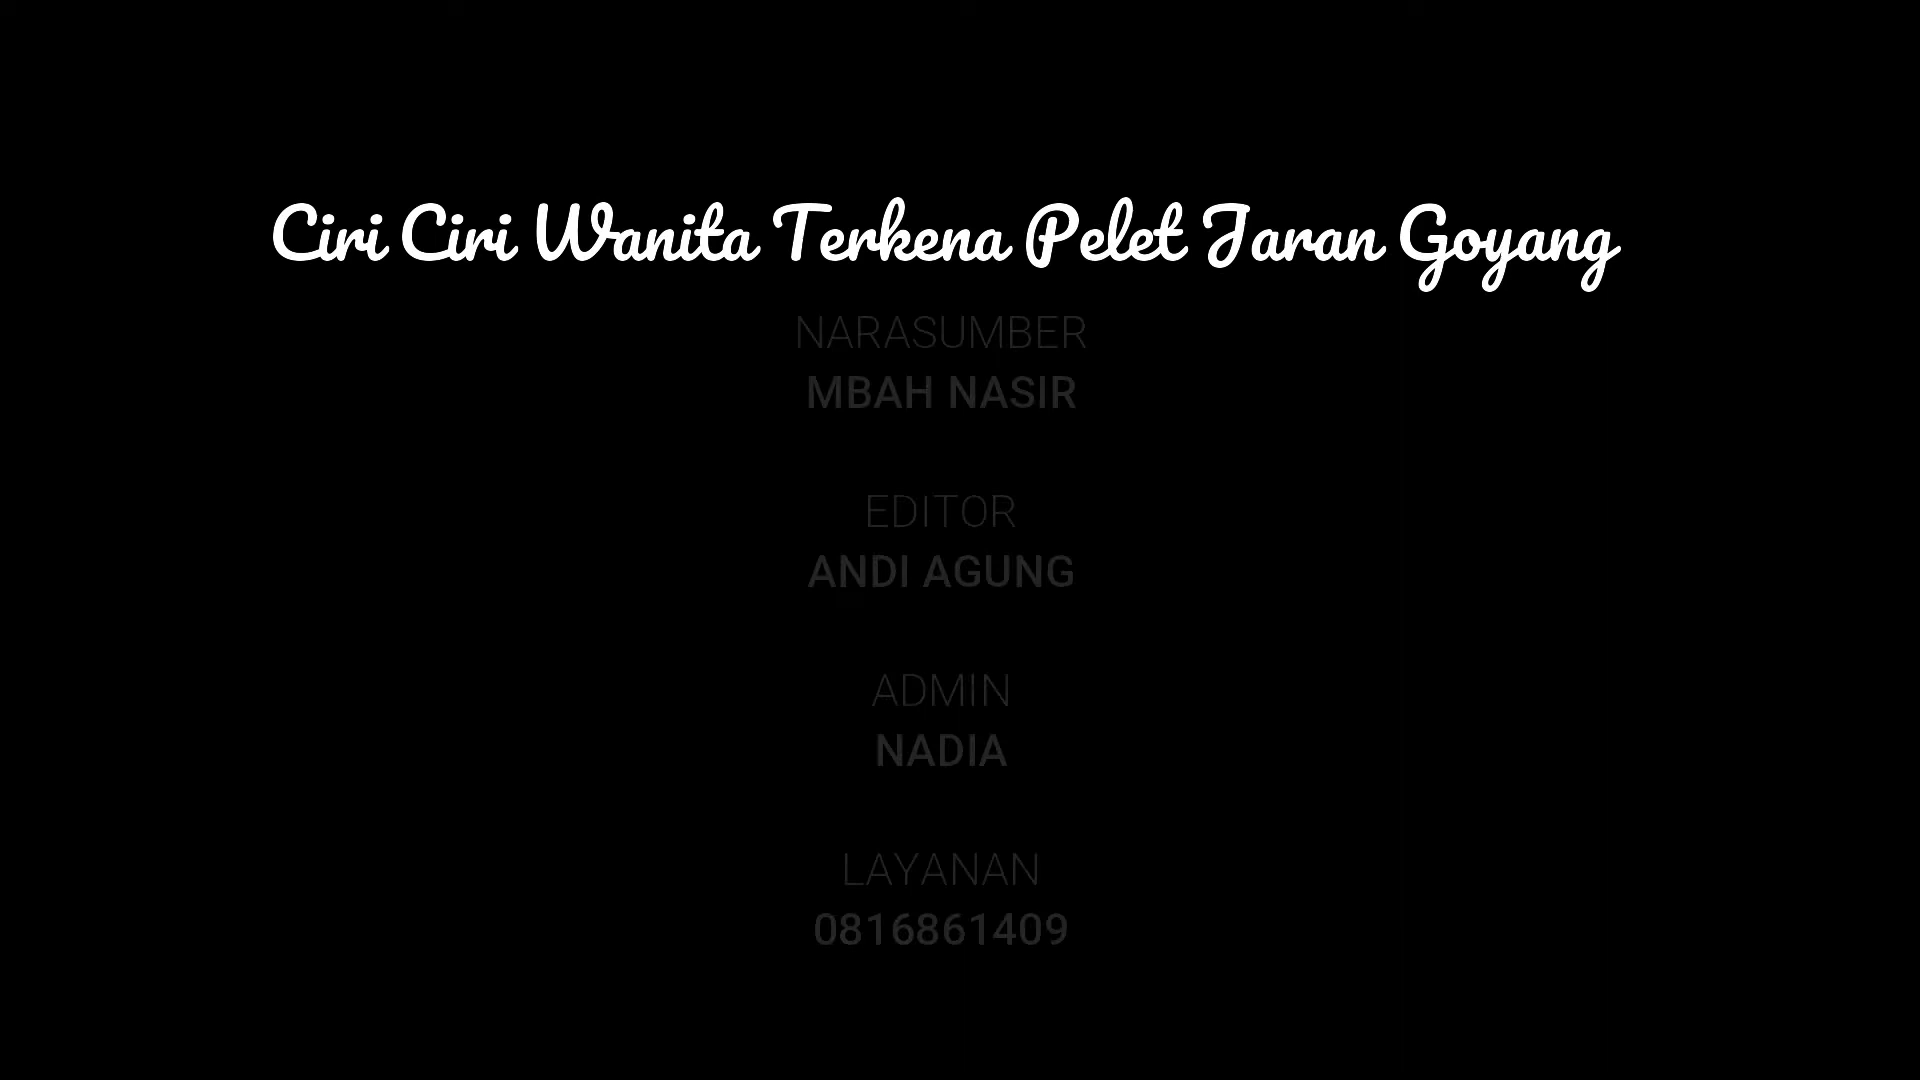 Ciri Ciri Wanita Terkena Pelet Jaran Goyang
NARASUMBER
MBAH NASIR
EDITOR
ANDI AGUNG
ADMIN
NADIA
LAYANAN
0816861409